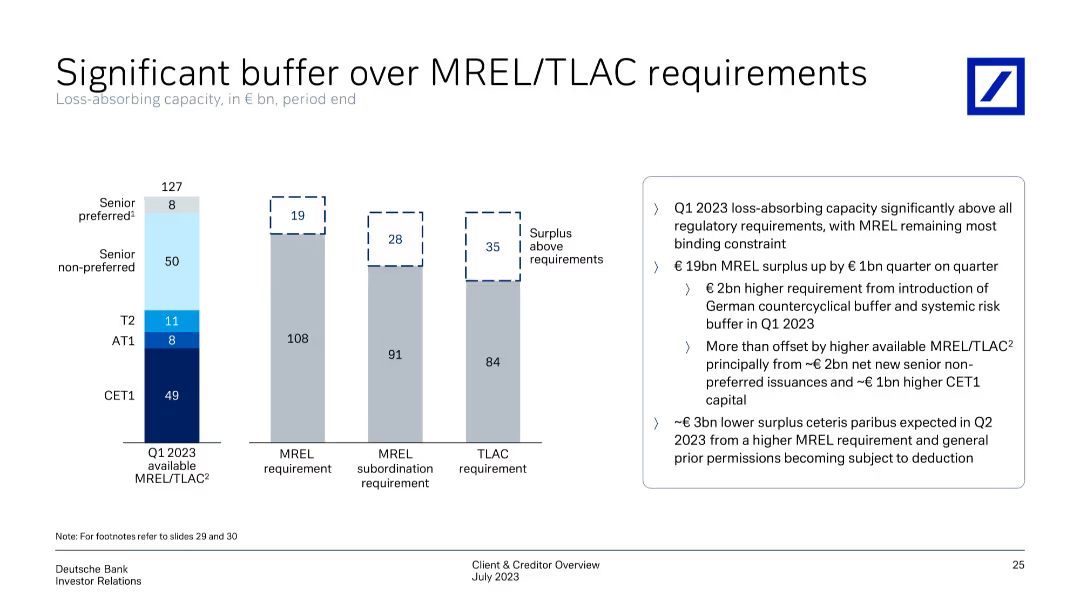 Significant buffer over MREL/TLAC requirements
Loss-absorbing capacity, in € bn, period end
127
Senior
preferred¹
8
Senior
non-preferred
50
T2
11
AT1
8
CET1
49
Q1 2023
available
MREL/TLAC²
19
108
MREL
requirement
28
91
MREL
subordination
requirement
35
84
TLAC
requirement
Surplus
above
requirements
〉 Q1 2023 loss-absorbing capacity significantly above all
regulatory requirements, with MREL remaining most
binding constraint
〉 € 19bn MREL surplus up by € 1bn quarter on quarter
〉 € 2bn higher requirement from introduction of
German countercyclical buffer and systemic risk
buffer in Q1 2023
〉 More than offset by higher available MREL/TLAC²
principally from ~€ 2bn net new senior non-
preferred issuances and ~€ 1bn higher CET1
capital
〉 ~€ 3bn lower surplus ceteris paribus expected in Q2
2023 from a higher MREL requirement and general
prior permissions becoming subject to deduction
Note: For footnotes refer to slides 29 and 30
Deutsche Bank
Investor Relations
Client & Creditor Overview
July 2023
25